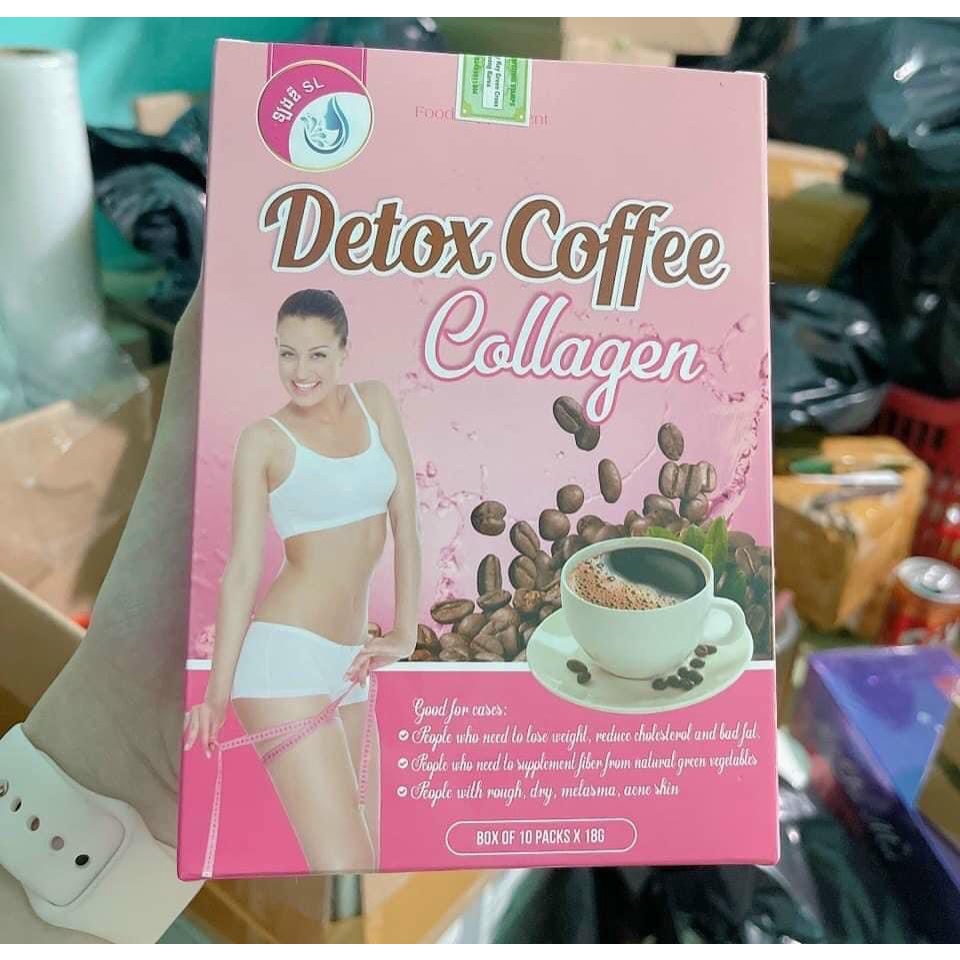 Food
Detox Coffee
Collagen
Good for cases:
People who need to lose weight, reduce cholesterol and bad fat.
People who need to supplement fiber from natural green vegetables
People with rough, dry, melasma, acne skin
BOX OF 10 PACKS X 18G